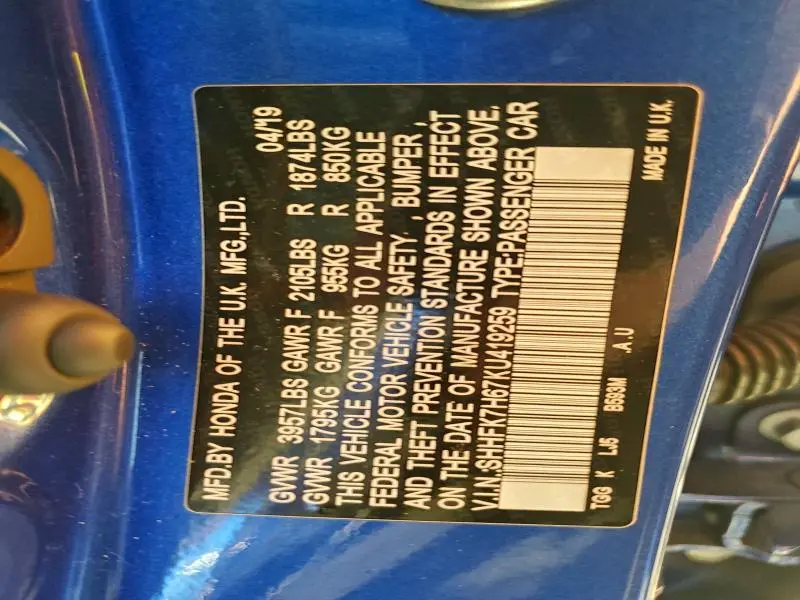 MFD.BY HONDA OF THE U.K. MFG.,LTD.
04/19
GVWR 3957LBS GAWR F 2105LBS R 1874LBS
GVWR 1795KG GAWR F 955KG R 850KG
THIS VEHICLE CONFORMS TO ALL APPLICABLE
FEDERAL MOTOR VEHICLE SAFETY , BUMPER ,
AND THEFT PREVENTION STANDARDS IN EFFECT
ON THE DATE OF MANUFACTURE SHOWN ABOVE.
V.I.N.:SHHFK7H67KU419259 TYPE:PASSENGER CAR
TGG K LJ6 B593M .A.U
MADE IN U.K.